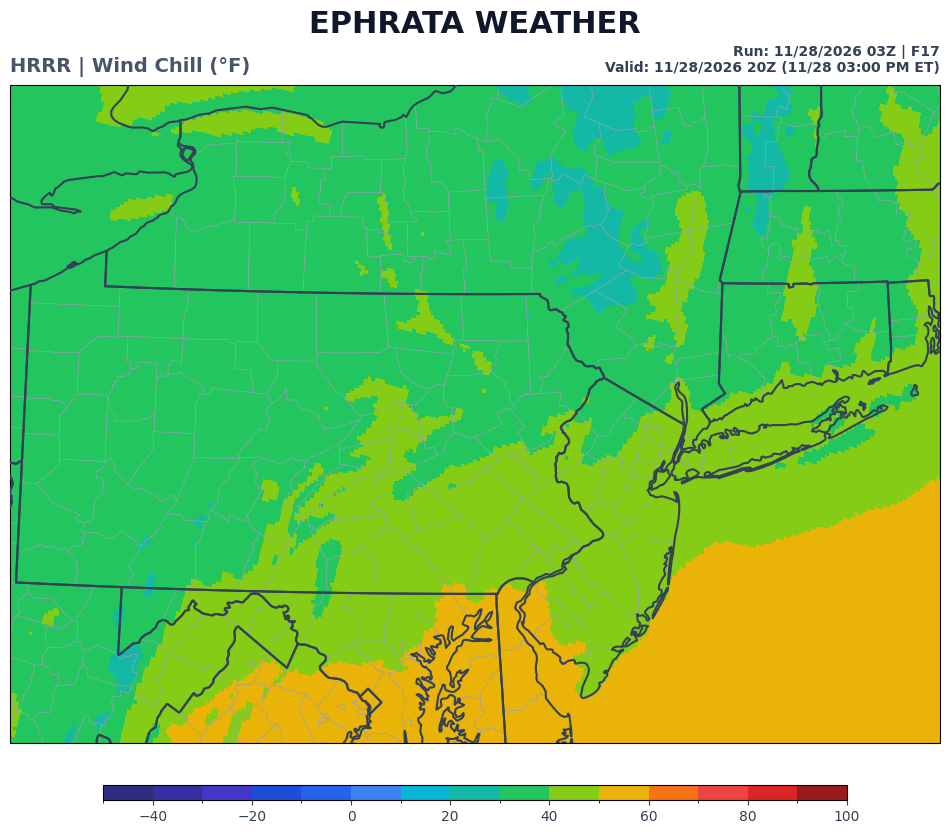 EPHRATA WEATHER
HRRR | Wind Chill (°F)
Run: 11/28/2026 03Z | F17
Valid: 11/28/2026 20Z (11/28 03:00 PM ET)
−40 −20 0 20 40 60 80 100